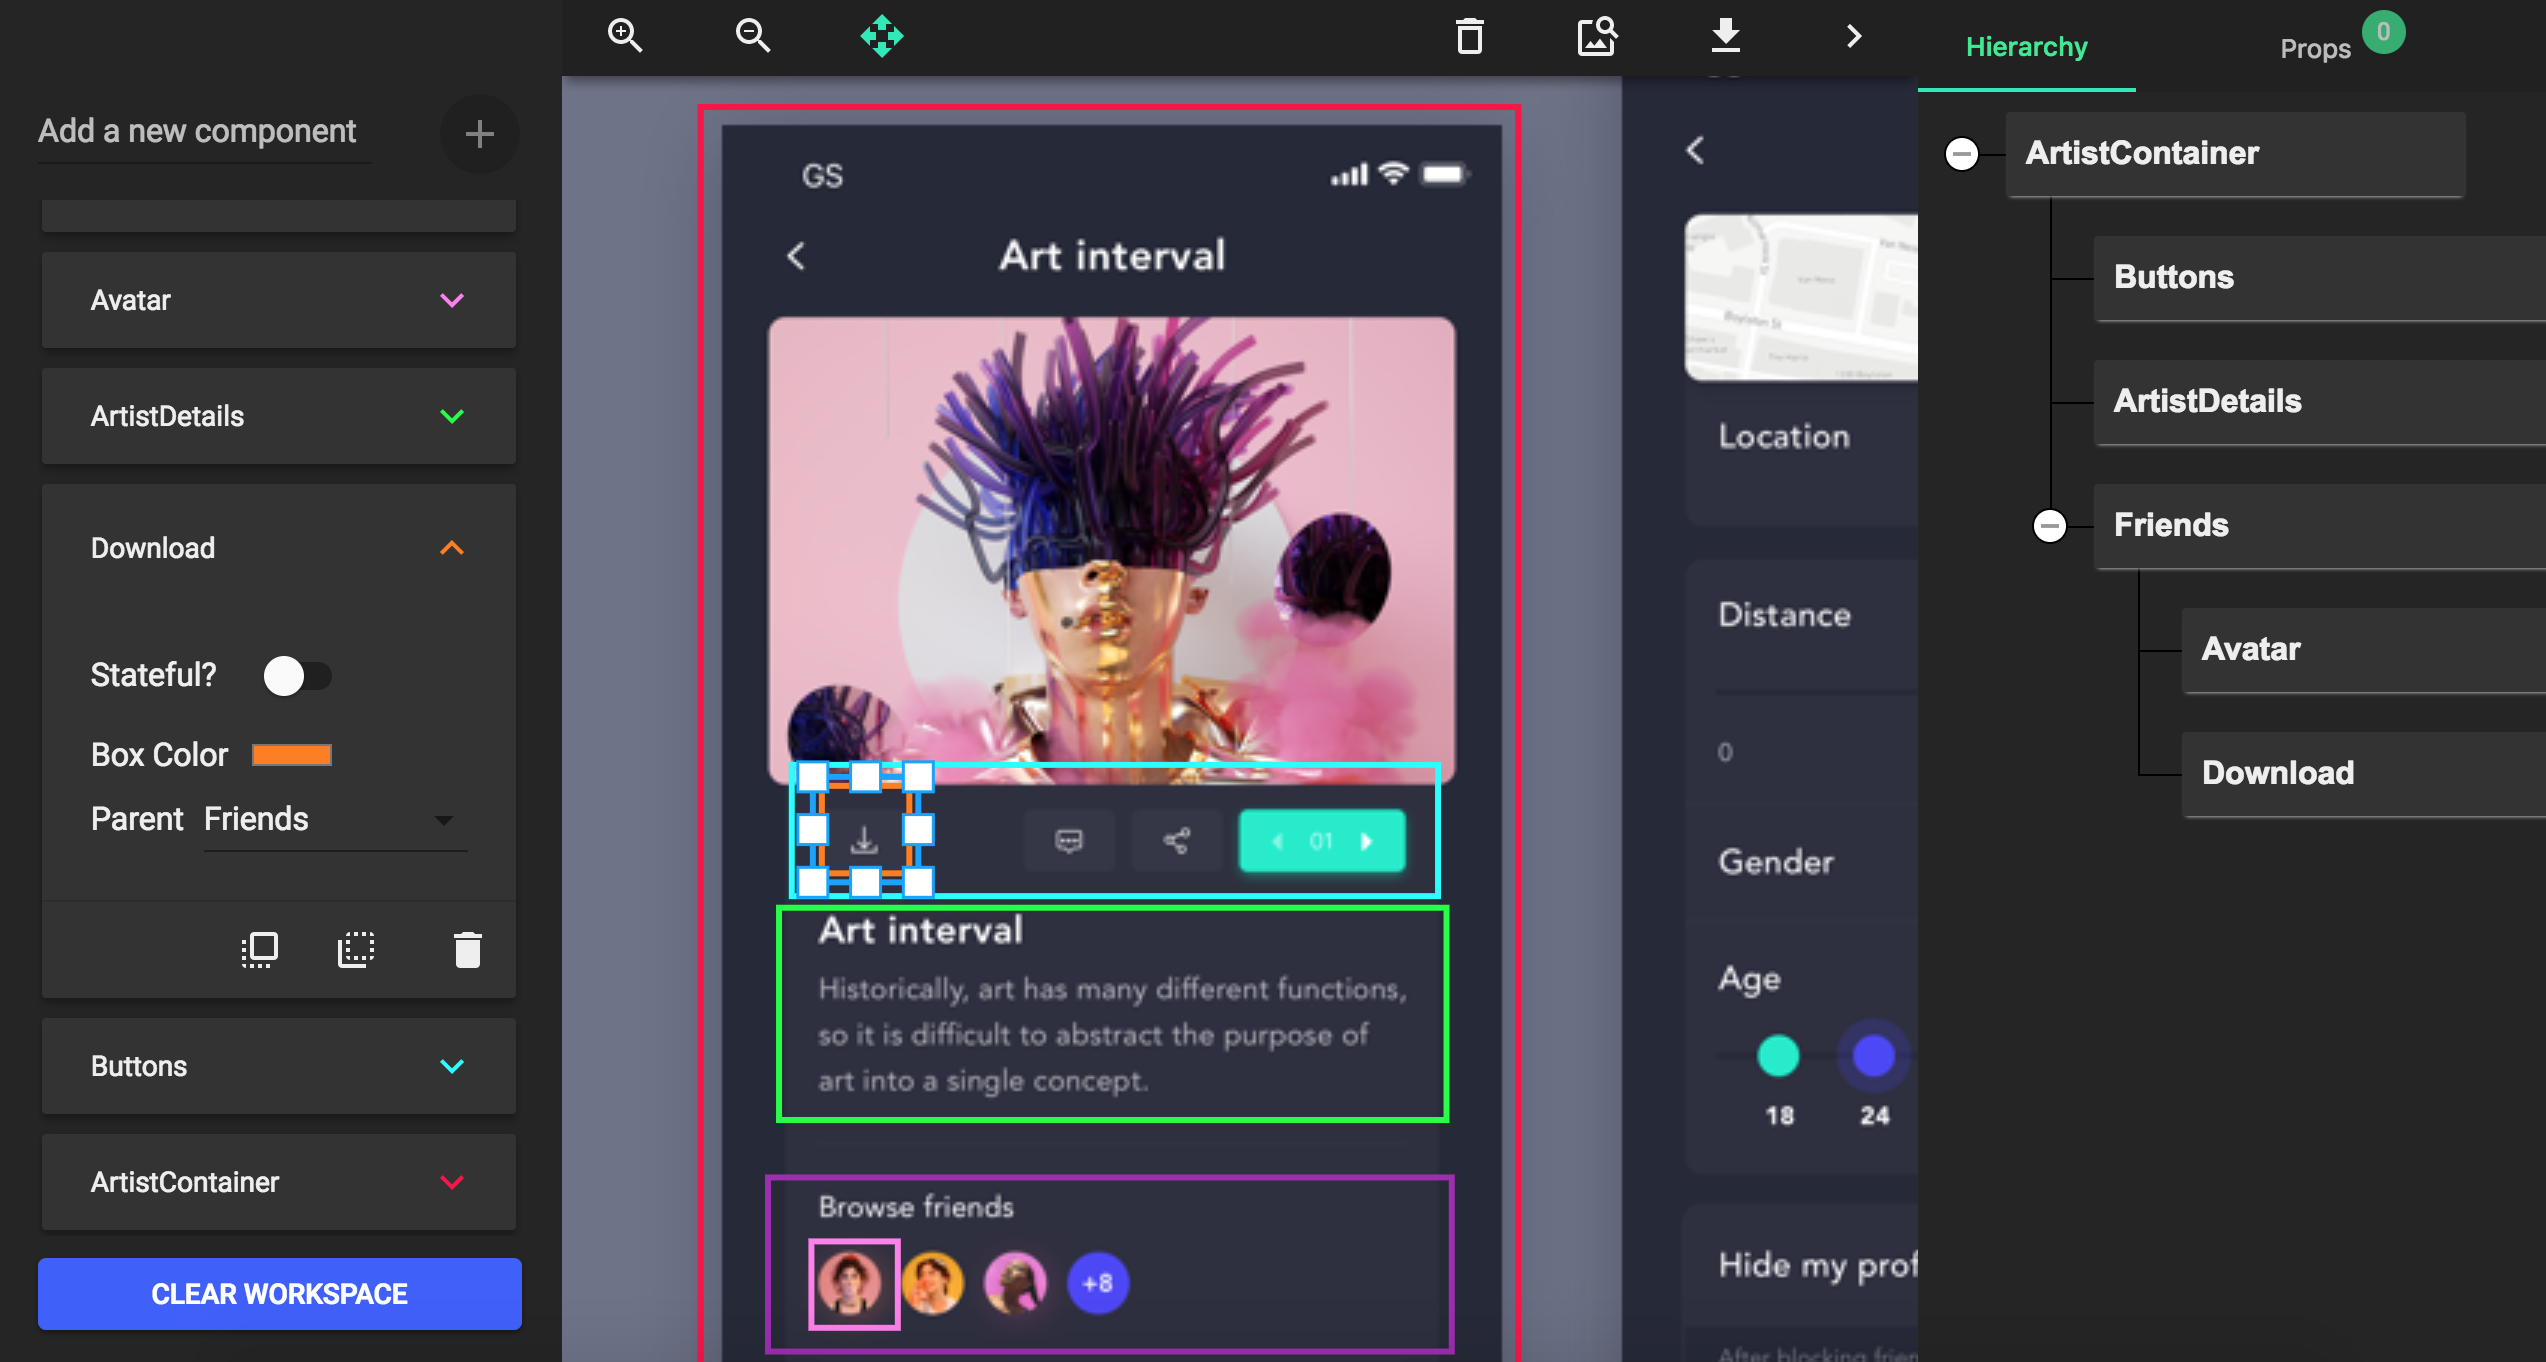 Add a new component
Avatar
ArtistDetails
Download
Stateful?
Box Color
Parent Friends
Buttons
ArtistContainer
CLEAR WORKSPACE
GS
Art interval
01
Art interval
Historically, art has many different functions,
so it is difficult to abstract the purpose of
art into a single concept.
Browse friends
+8
Boylston St
Location
Distance
0
Gender
Age
18 24
Hide my prof
After blocking frien
Hierarchy
Props 0
ArtistContainer
Buttons
ArtistDetails
Friends
Avatar
Download